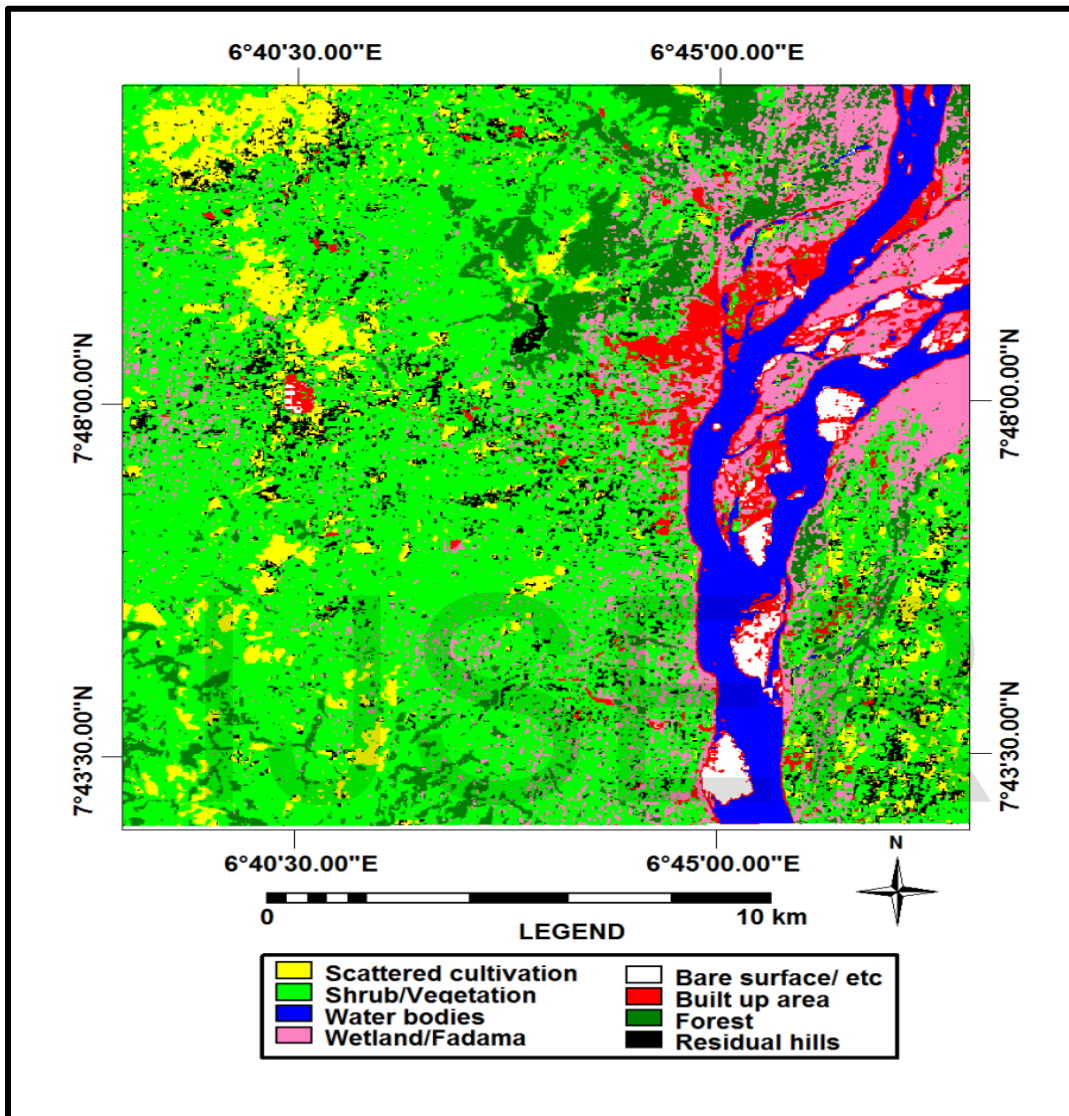 6°40'30.00"E 6°45'00.00"E
7°48'00.00"N
7°48'00.00"N
7°43'30.00"N
7°43'30.00"N
6°40'30.00"E 6°45'00.00"E
N
0 10 km
LEGEND
Scattered cultivation
Shrub/Vegetation
Water bodies
Wetland/Fadama
Bare surface/ etc
Built up area
Forest
Residual hills
IJSER